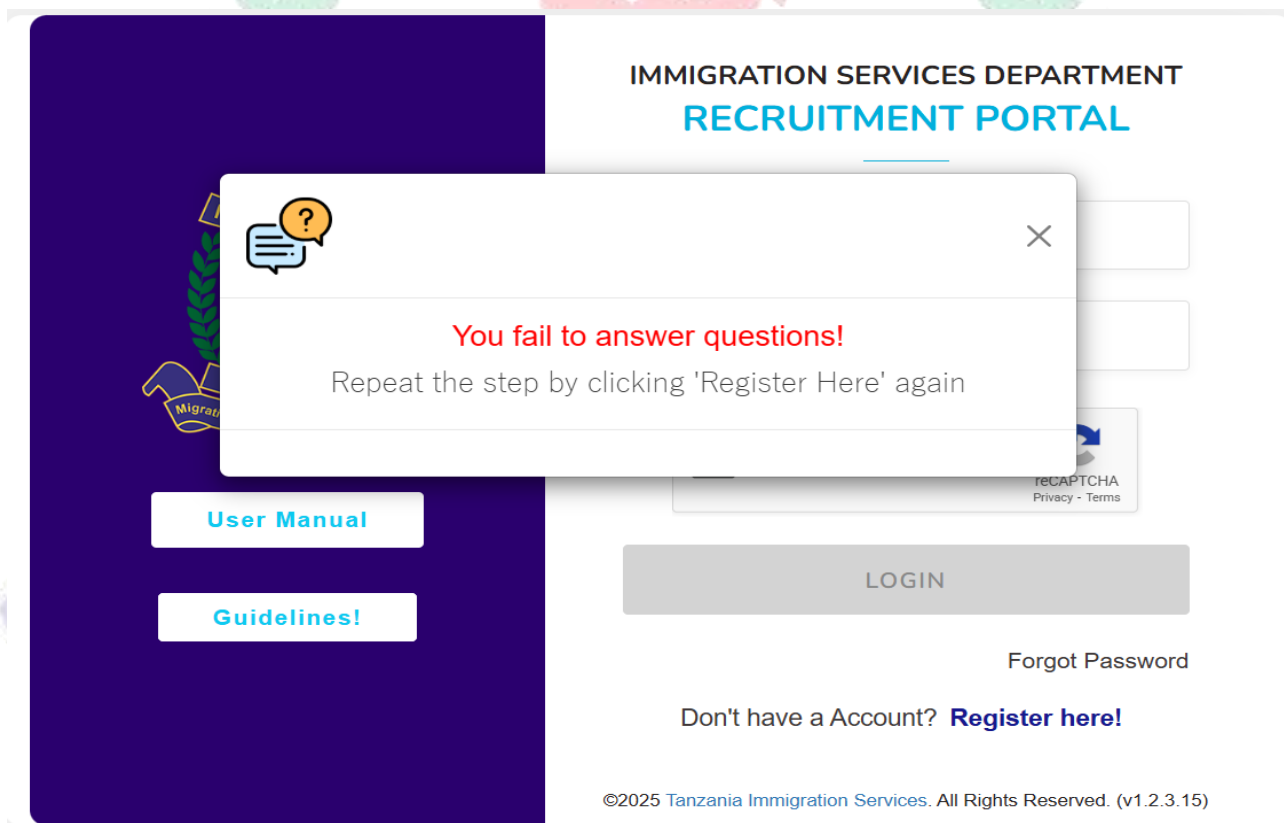 IMMIGRATION SERVICES DEPARTMENT
RECRUITMENT PORTAL
?
You fail to answer questions!
Repeat the step by clicking 'Register Here' again
reCAPTCHA
Privacy - Terms
User Manual
Guidelines!
LOGIN
Forgot Password
Don't have a Account? Register here!
©2025 Tanzania Immigration Services. All Rights Reserved. (v1.2.3.15)